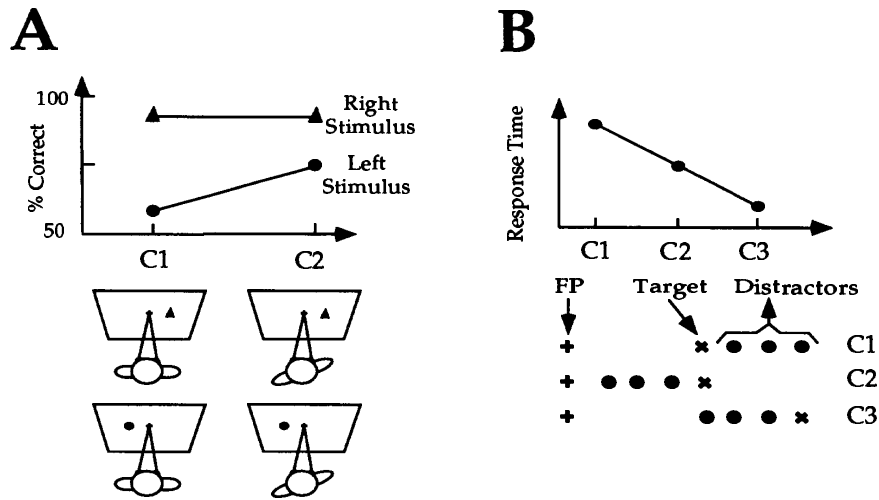 A
100
% Correct
50
Right
Stimulus
Left
Stimulus
C1
C2
B
Response Time
C1
C2
C3
FP
Target
Distractors
C1
C2
C3